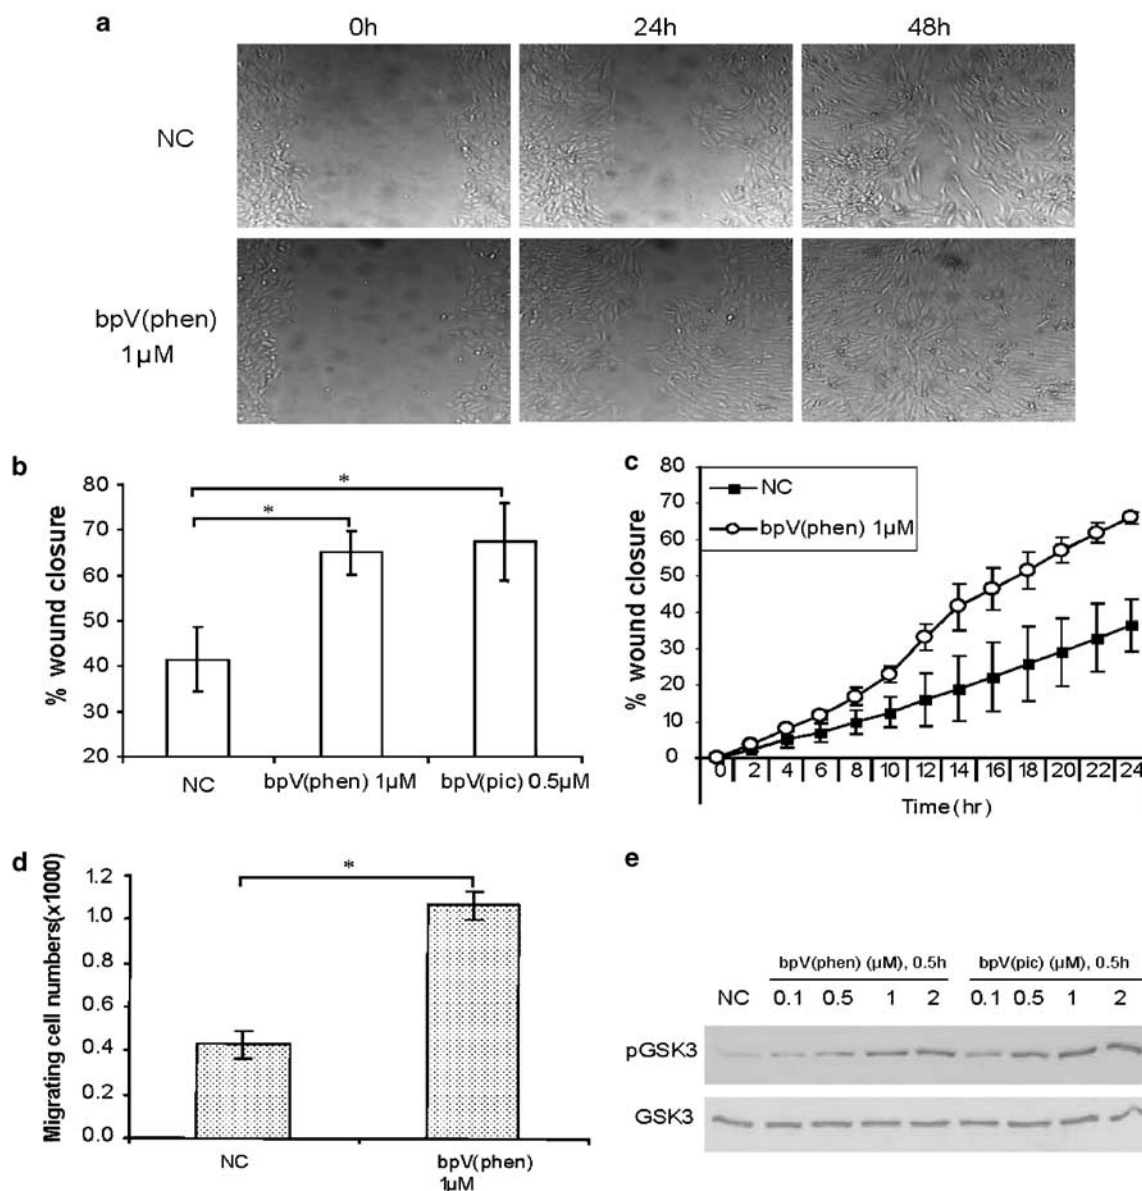 a
0h 24h 48h
NC
bpV(phen)
1µM
b
% wound closure
80
70
60
50
40
30
20
* *
NC bpV(phen) 1µM bpV(pic) 0.5µM
c
% wound closure
80
70
60
50
40
30
20
10
0
NC
bpV(phen) 1µM
0 2 4 6 8 10 12 14 16 18 20 22 24
Time (hr)
d
Migrating cell numbers(x1000)
1.2
1.0
0.8
0.6
0.4
0.2
0.0
*
NC bpV(phen)
1µM
e
bpV(phen) (µM), 0.5h bpV(pic) (µM), 0.5h
NC 0.1 0.5 1 2 0.1 0.5 1 2
pGSK3
GSK3